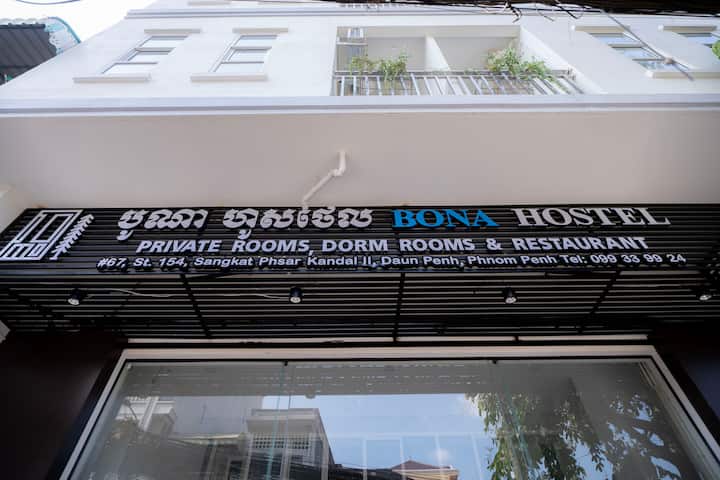 បូណា ហូសថែល BONA HOSTEL
PRIVATE ROOMS, DORM ROOMS & RESTAURANT
#67, St. 154, Sangkat Phsar Kandal II, Daun Penh, Phnom Penh Tel: 099 33 99 24